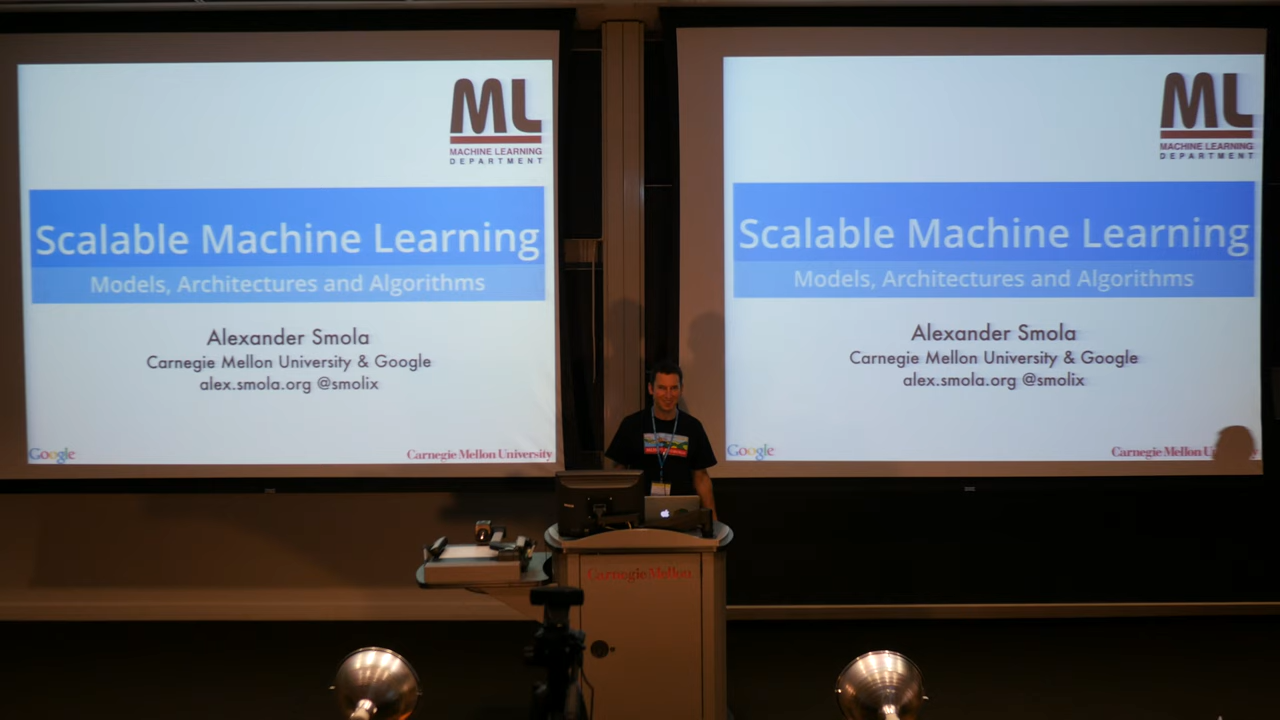 ML
MACHINE LEARNING
DEPARTMENT
Scalable Machine Learning
Models, Architectures and Algorithms
Alexander Smola
Carnegie Mellon University & Google
alex.smola.org @smolix
Google
Carnegie Mellon University
ML
MACHINE LEARNING
DEPARTMENT
Scalable Machine Learning
Models, Architectures and Algorithms
Alexander Smola
Carnegie Mellon University & Google
alex.smola.org @smolix
Google
Carnegie Mellon
Carnegie Mellon